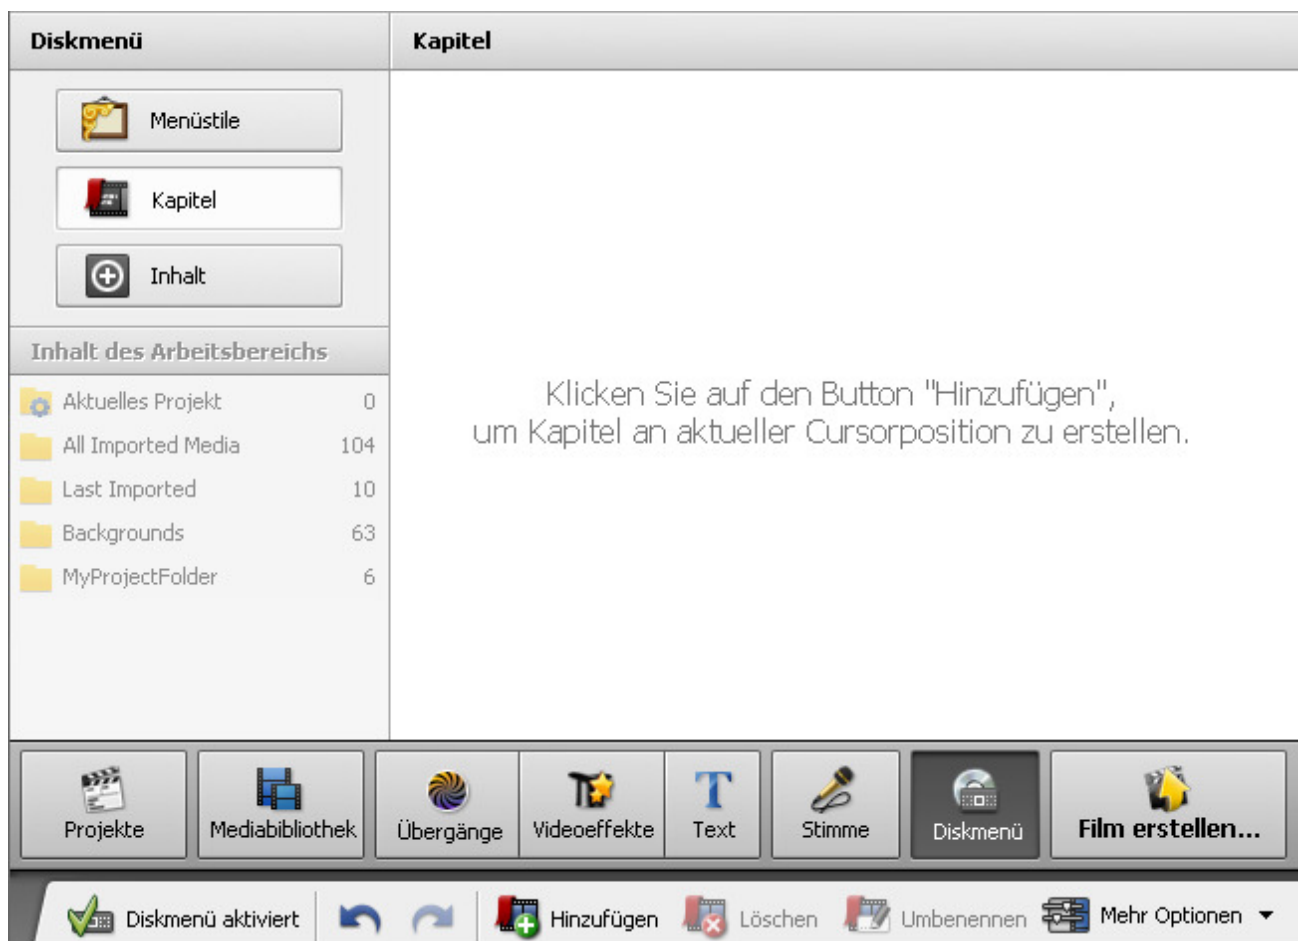 Diskmenü
Kapitel
Menüstile
Kapitel
Inhalt
Inhalt des Arbeitsbereichs
Aktuelles Projekt 0
All Imported Media 104
Last Imported 10
Backgrounds 63
MyProjectFolder 6
Klicken Sie auf den Button "Hinzufügen",
um Kapitel an aktueller Cursorposition zu erstellen.
Projekte
Mediabibliothek
Übergänge
Videoeffekte
Text
Stimme
Diskmenü
Film erstellen...
Diskmenü aktiviert
Hinzufügen
Löschen
Umbenennen
Mehr Optionen